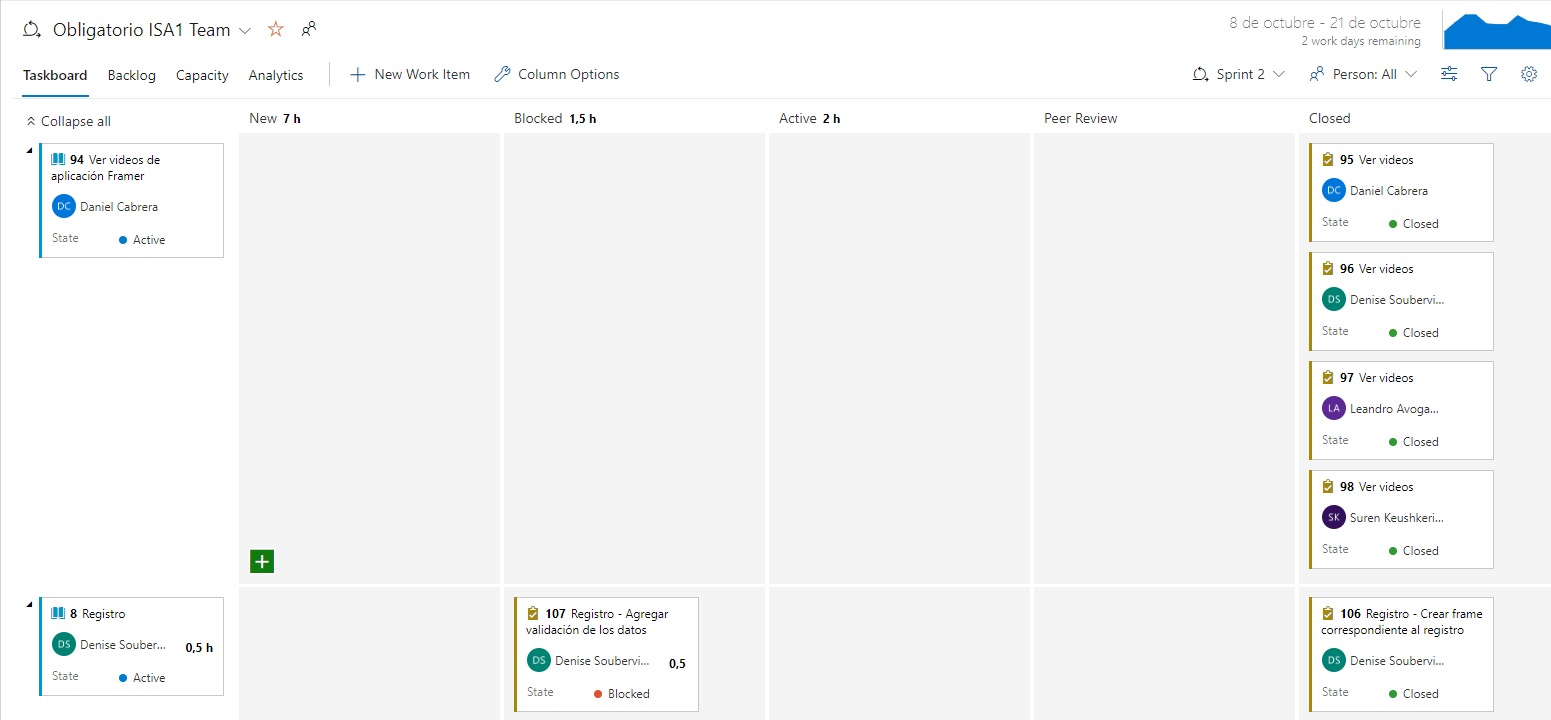 Obligatorio ISA1 Team
8 de octubre - 21 de octubre
2 work days remaining
Taskboard Backlog Capacity Analytics New Work Item Column Options Sprint 2 Person: All
Collapse all
New 7 h Blocked 1,5 h Active 2 h Peer Review Closed
94 Ver videos de
aplicación Framer
DC Daniel Cabrera
State Active
95 Ver videos
DC Daniel Cabrera
State Closed
96 Ver videos
DS Denise Soubervi...
State Closed
97 Ver videos
LA Leandro Avoga...
State Closed
98 Ver videos
SK Suren Keushkeri...
State Closed
8 Registro
DS Denise Souber... 0,5 h
State Active
107 Registro - Agregar
validación de los datos
DS Denise Soubervi... 0,5
State Blocked
106 Registro - Crear frame
correspondiente al registro
DS Denise Soubervi...
State Closed